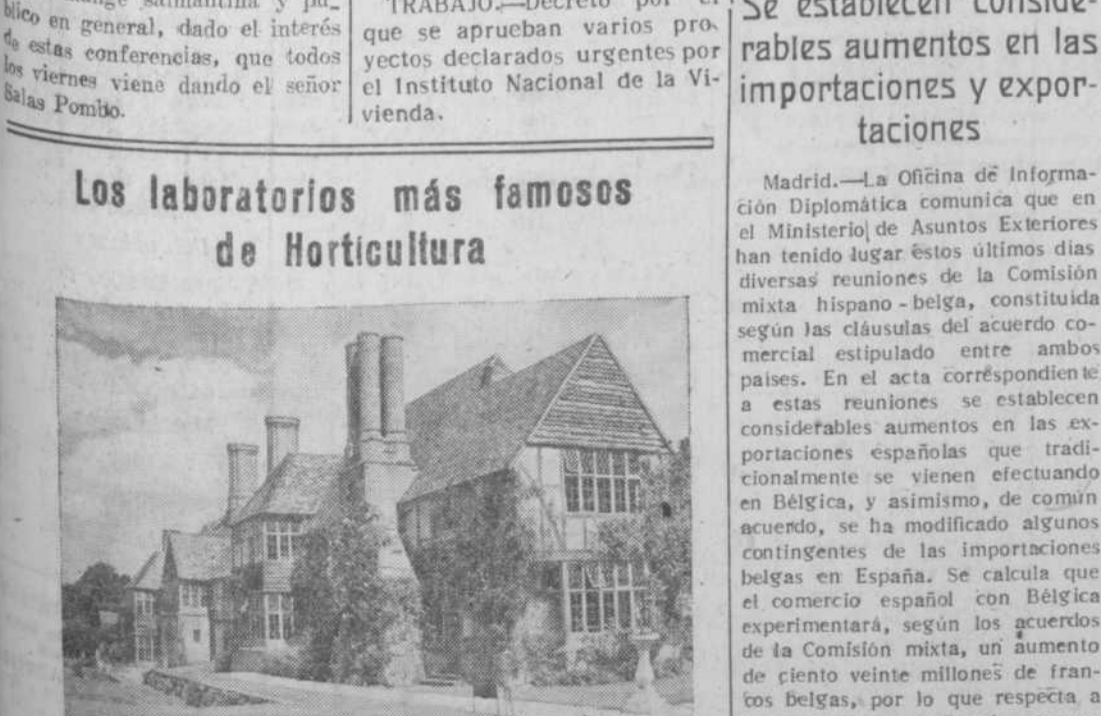 salmantina y pú-
blico en general, dado el interés
de estas conferencias, que todos
los viernes viene dando el señor
Salas Pombo.
TRABAJO.—Decreto por el
que se aprueban varios pro-
yectos declarados urgentes por
el Instituto Nacional de la Vi-
vienda.
Los laboratorios más famosos
de Horticultura
Se establecen conside-
rables aumentos en las
importaciones y expor-
taciones
Madrid.—La Oficina de Informa-
ción Diplomática comunica que en
el Ministerio de Asuntos Exteriores
han tenido lugar estos últimos días
diversas reuniones de la Comisión
mixta hispano-belga, constituida
según las cláusulas del acuerdo co-
mercial estipulado entre ambos
países. En el acta correspondiente
a estas reuniones se establecen
considerables aumentos en las ex-
portaciones españolas que tradi-
cionalmente se vienen efectuando
en Bélgica, y asimismo, de común
acuerdo, se ha modificado algunos
contingentes de las importaciones
belgas en España. Se calcula que
el comercio español con Bélgica
experimentará, según los acuerdos
de la Comisión mixta, un aumento
de ciento veinte millones de fran-
cos belgas, por lo que respecta a